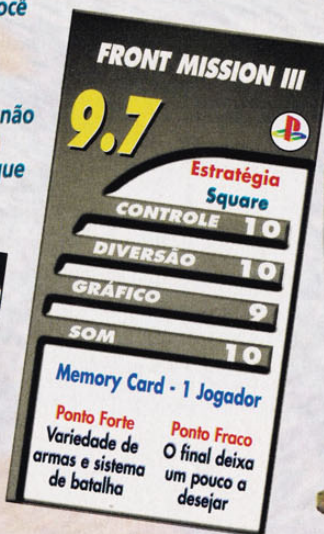 ocê
não
ue
FRONT MISSION III
9.7
Estratégia
Square
CONTROLE 10
DIVERSÃO 10
GRÁFICO 9
SOM 10
Memory Card - 1 Jogador
Ponto Forte
Variedade de
armas e sistema
de batalha
Ponto Fraco
O final deixa
um pouco a
desejar